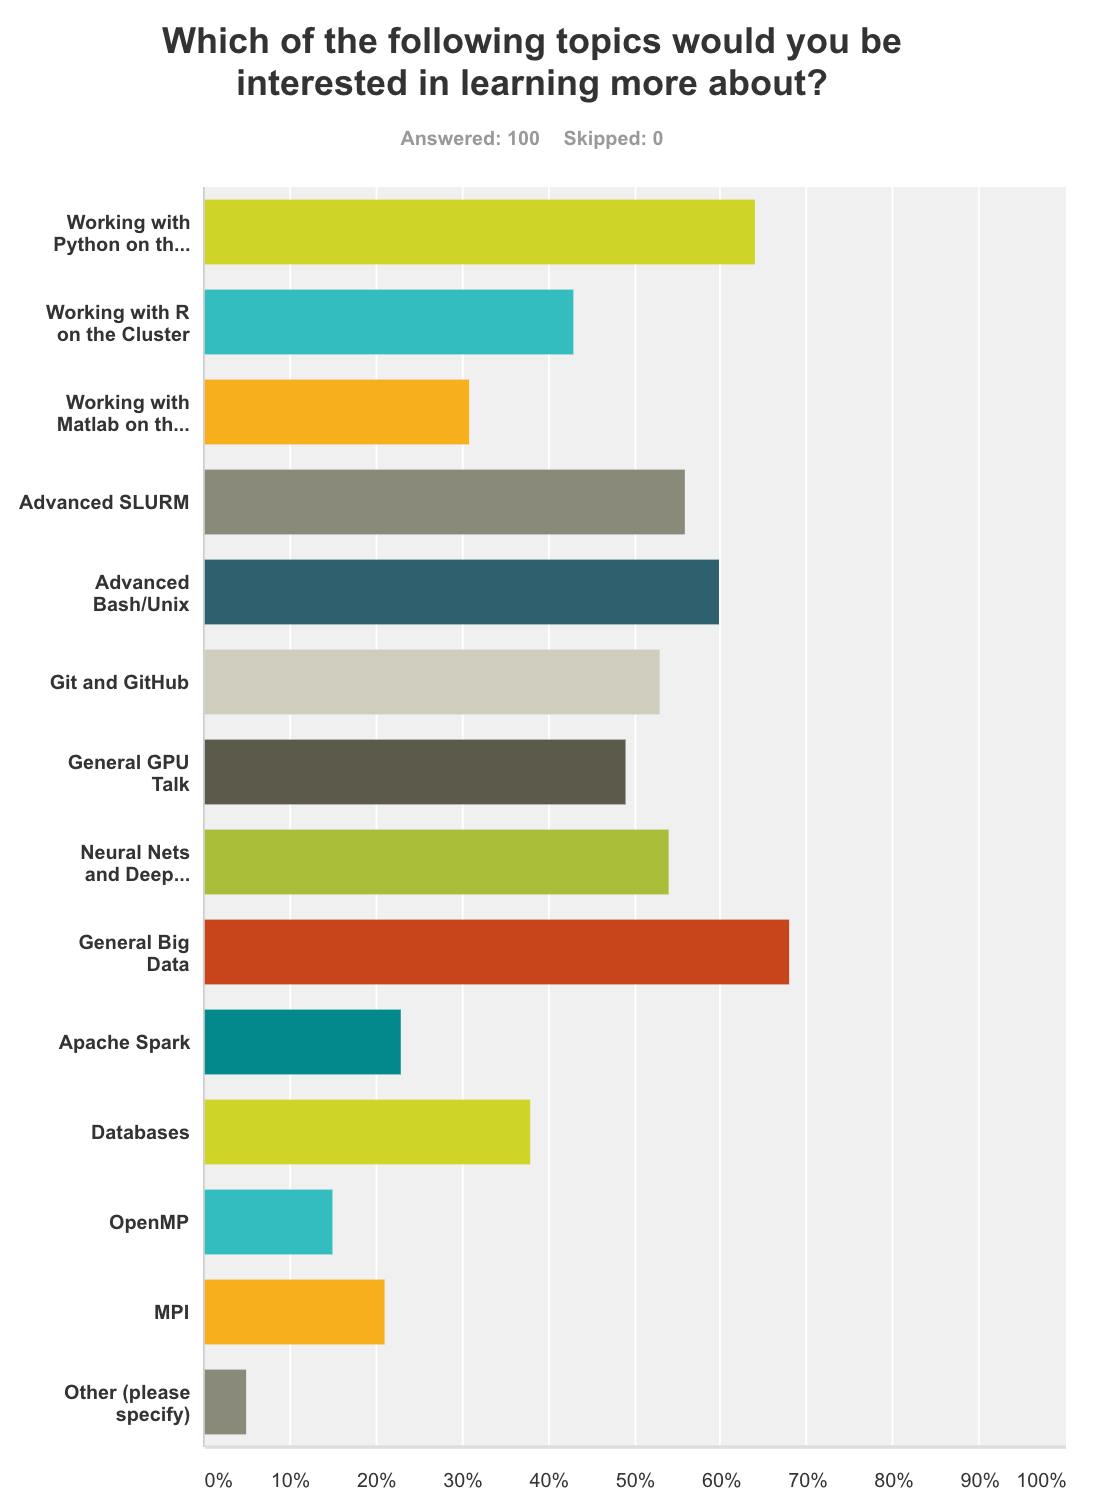 Which of the following topics would you be
interested in learning more about?
Answered: 100 Skipped: 0
Working with
Python on th...
Working with R
on the Cluster
Working with
Matlab on th...
Advanced SLURM
Advanced
Bash/Unix
Git and GitHub
General GPU
Talk
Neural Nets
and Deep...
General Big
Data
Apache Spark
Databases
OpenMP
MPI
Other (please
specify)
0% 10% 20% 30% 40% 50% 60% 70% 80% 90% 100%